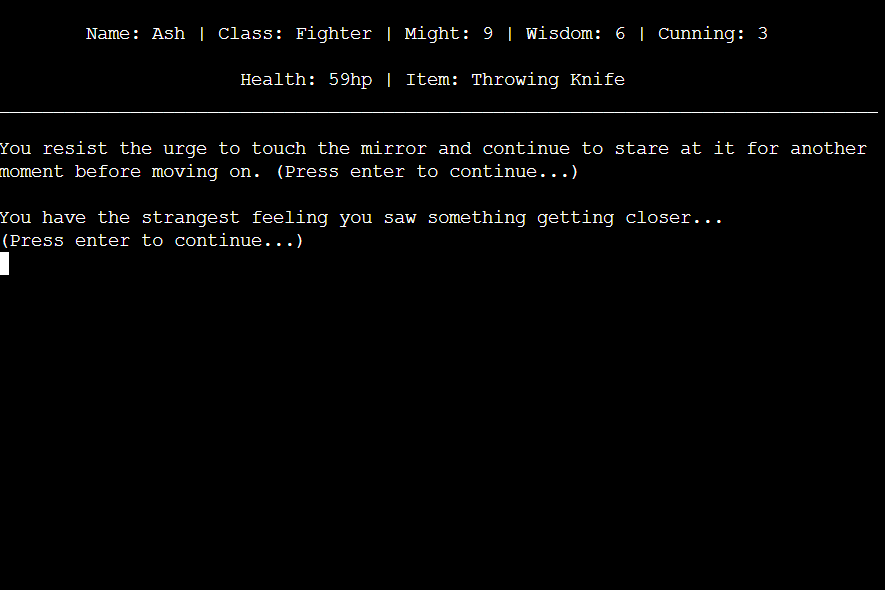 Name: Ash | Class: Fighter | Might: 9 | Wisdom: 6 | Cunning: 3
Health: 59hp | Item: Throwing Knife
You resist the urge to touch the mirror and continue to stare at it for another
moment before moving on. (Press enter to continue...)
You have the strangest feeling you saw something getting closer...
(Press enter to continue...)